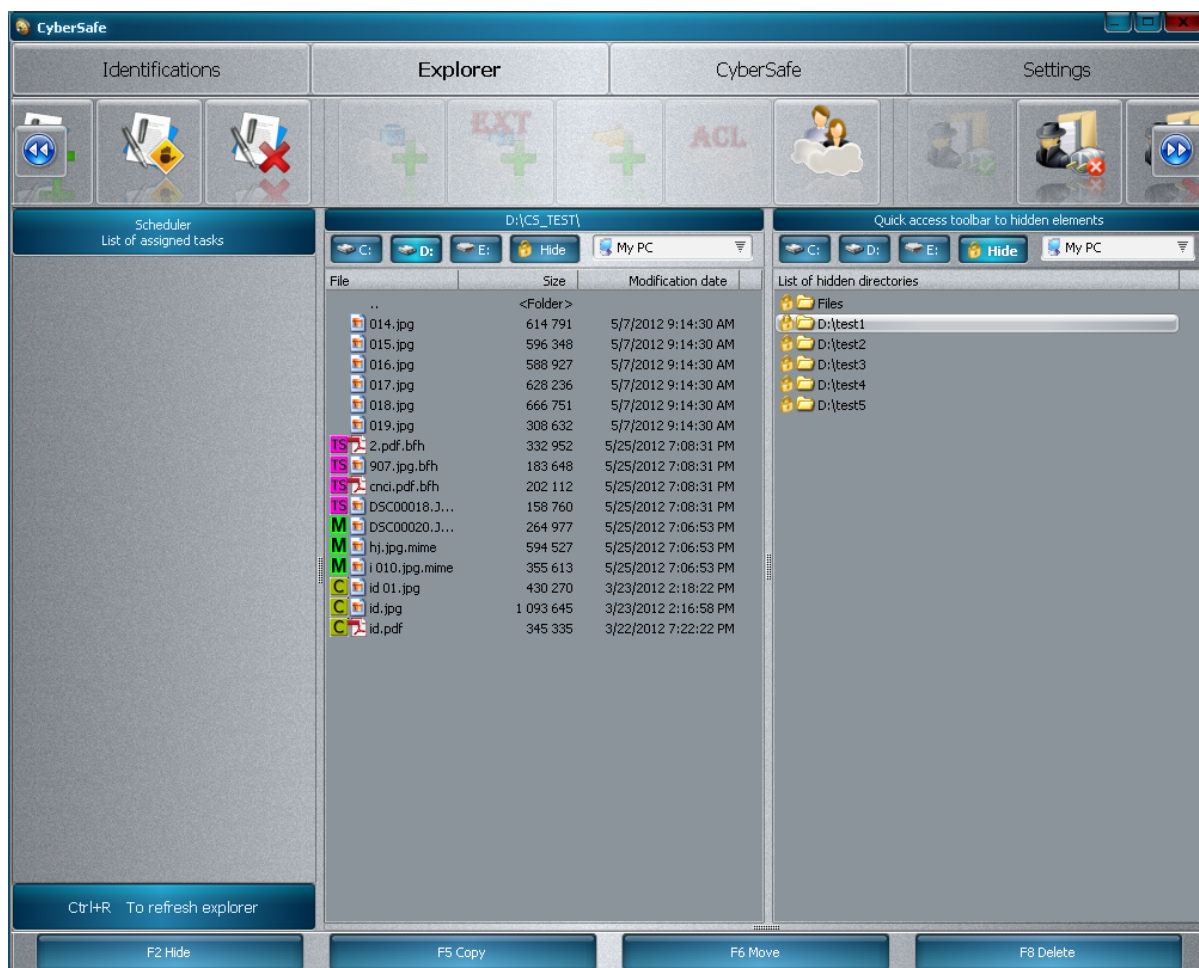 CyberSafe
Identifications
Explorer
CyberSafe
Settings
EXT
ACL
Scheduler
List of assigned tasks
D:\CS_TEST\
C: D: E: Hide My PC
File Size Modification date
.. <Folder>
014.jpg 614 791 5/7/2012 9:14:30 AM
015.jpg 596 348 5/7/2012 9:14:30 AM
016.jpg 588 927 5/7/2012 9:14:30 AM
017.jpg 628 236 5/7/2012 9:14:30 AM
018.jpg 666 751 5/7/2012 9:14:30 AM
019.jpg 308 632 5/7/2012 9:14:30 AM
TS 2.pdf.bfh 332 952 5/25/2012 7:08:31 PM
TS 907.jpg.bfh 183 648 5/25/2012 7:08:31 PM
TS cnci.pdf.bfh 202 112 5/25/2012 7:08:31 PM
TS DSC00018.J... 158 760 5/25/2012 7:08:31 PM
M DSC00020.J... 264 977 5/25/2012 7:06:53 PM
M hj.jpg.mime 594 527 5/25/2012 7:06:53 PM
M i 010.jpg.mime 355 613 5/25/2012 7:06:53 PM
C id 01.jpg 430 270 3/23/2012 2:18:22 PM
C id.jpg 1 093 645 3/23/2012 2:16:58 PM
C id.pdf 345 335 3/22/2012 7:22:22 PM
Quick access toolbar to hidden elements
C: D: E: Hide My PC
List of hidden directories
Files
D:\test1
D:\test2
D:\test3
D:\test4
D:\test5
Ctrl+R To refresh explorer
F2 Hide
F5 Copy
F6 Move
F8 Delete